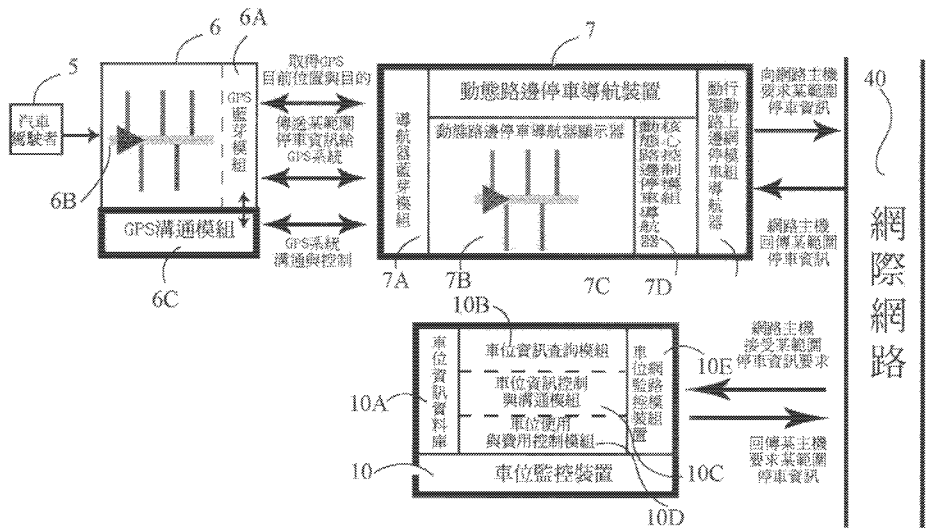 5
汽車
駕駛者
6
6A
GPS藍芽模組
6B
GPS溝通模組
6C
取得GPS
目前位置與目的
傳送某範圍
停車資訊給
GPS系統
GPS系統
溝通與控制
7
動態路邊停車導航裝置
導航器藍芽模組
動態路邊停車導航器顯示器
動態路邊停車導航器
核心控制模組
動態路邊停車導航器
行動上網模組
7A
7B
7C
7D
向網路主機
要求某範圍
停車資訊
網路主機
回傳某範圍
停車資訊
40
網際網路
10B
車位資訊資料庫
車位資訊查詢模組
車位資訊控制
與溝通模組
車位使用
與費用控制模組
車位監控裝置
網路模組
10A
10E
10
車位監控裝置
10C
10D
網路主機
接受某範圍
停車資訊要求
回傳某主機
要求某範圍
停車資訊